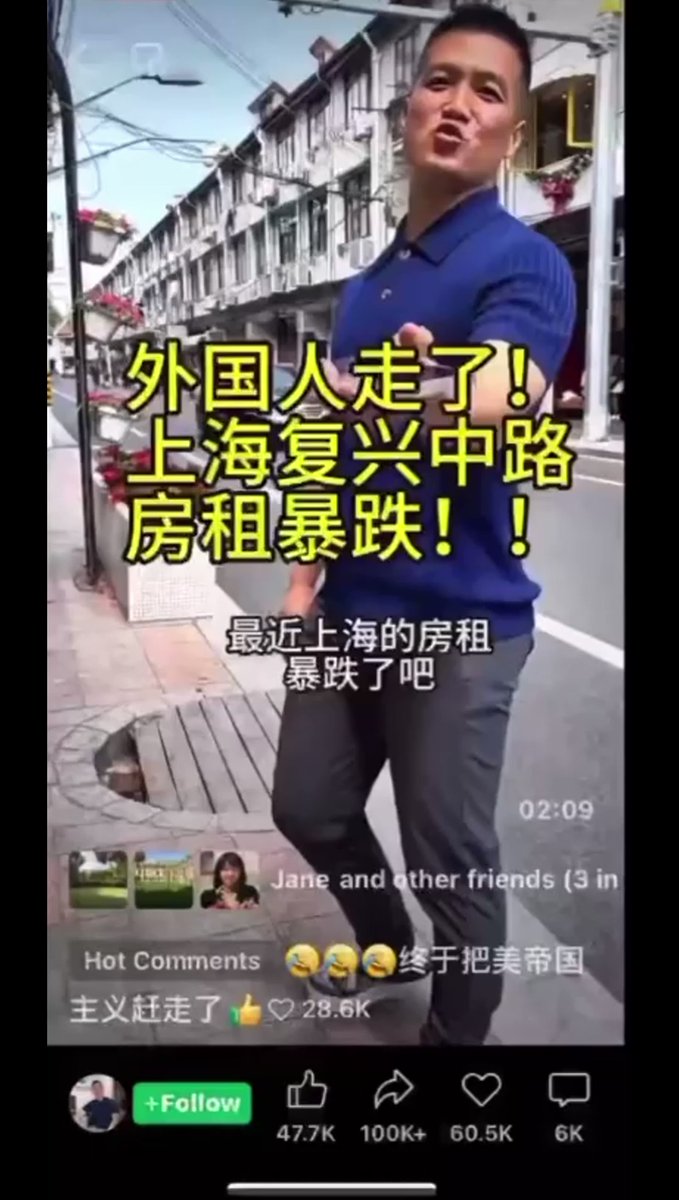 外国人走了！
上海复兴中路
房租暴跌！！
最近上海的房租
暴跌了吧
02:09
Jane and other friends (3 in
Hot Comments 🤣🤣🤣终于把美帝国
主义赶走了👍♡ 28.6K
+Follow
47.7K 100K+ 60.5K 6K